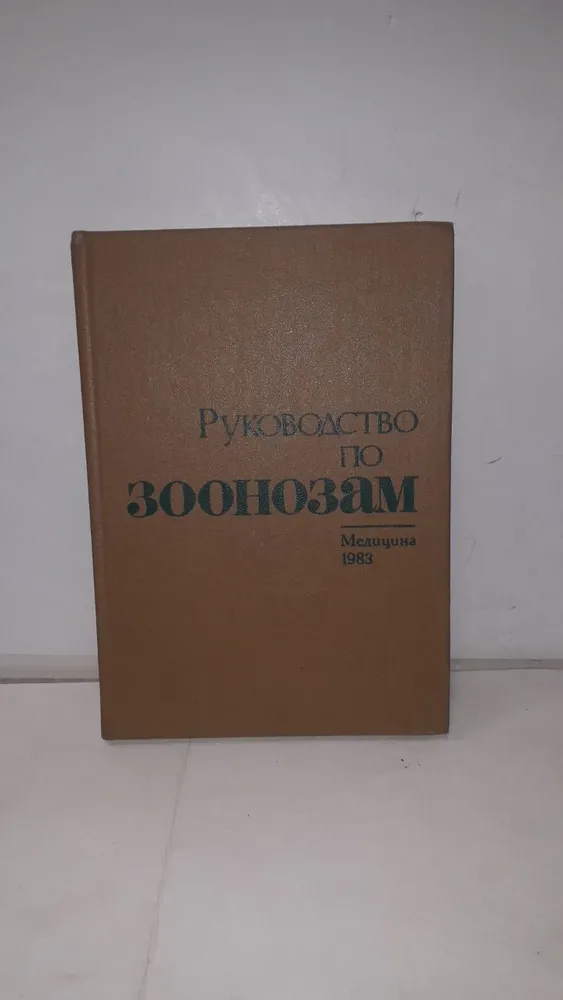 Руководство
по
зоонозам
Медицина
1983